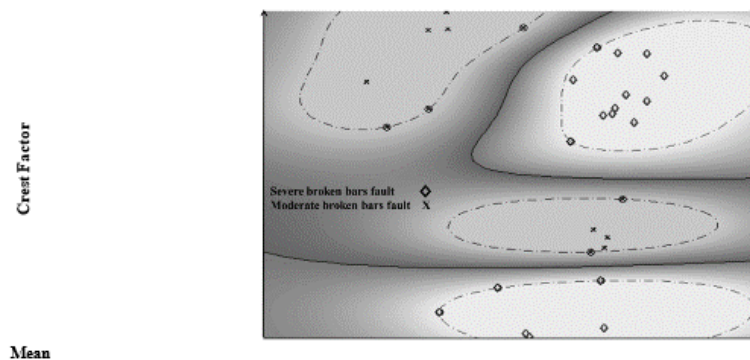 Crest Factor
Severe broken bars fault
Moderate broken bars fault X
Mean